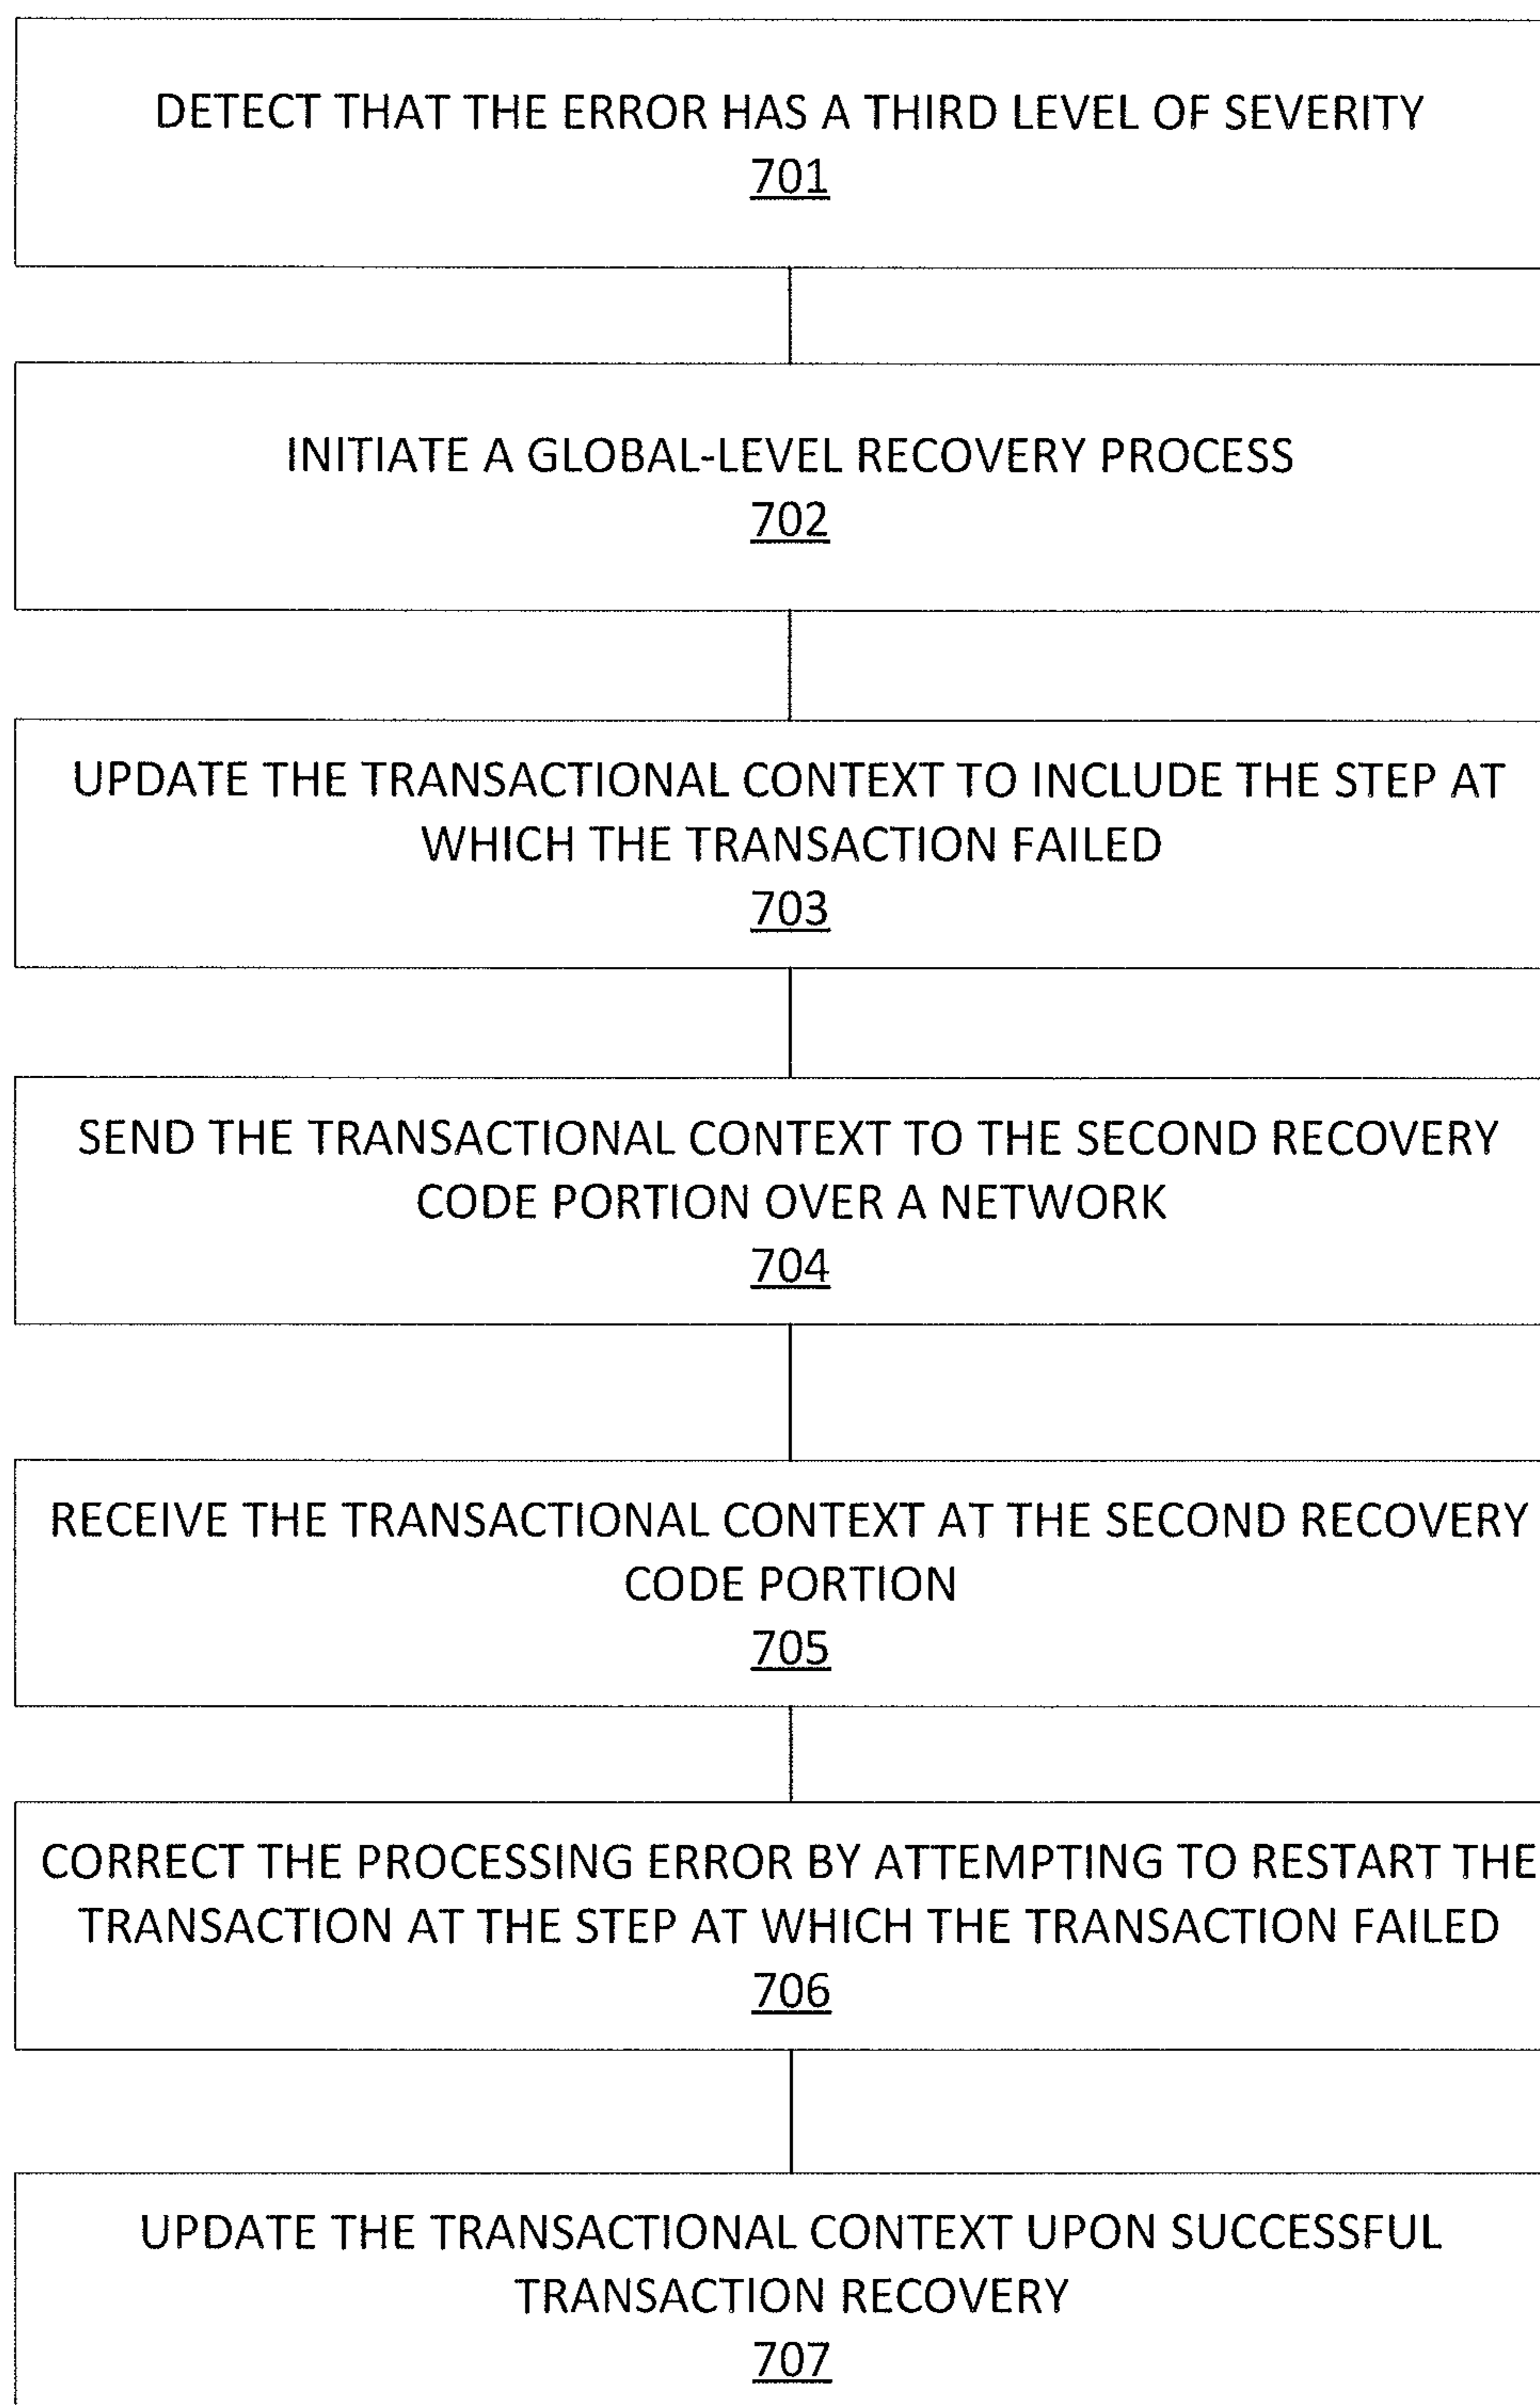 DETECT THAT THE ERROR HAS A THIRD LEVEL OF SEVERITY
701
INITIATE A GLOBAL-LEVEL RECOVERY PROCESS
702
UPDATE THE TRANSACTIONAL CONTEXT TO INCLUDE THE STEP AT
WHICH THE TRANSACTION FAILED
703
SEND THE TRANSACTIONAL CONTEXT TO THE SECOND RECOVERY
CODE PORTION OVER A NETWORK
704
RECEIVE THE TRANSACTIONAL CONTEXT AT THE SECOND RECOVERY
CODE PORTION
705
CORRECT THE PROCESSING ERROR BY ATTEMPTING TO RESTART THE
TRANSACTION AT THE STEP AT WHICH THE TRANSACTION FAILED
706
UPDATE THE TRANSACTIONAL CONTEXT UPON SUCCESSFUL
TRANSACTION RECOVERY
707